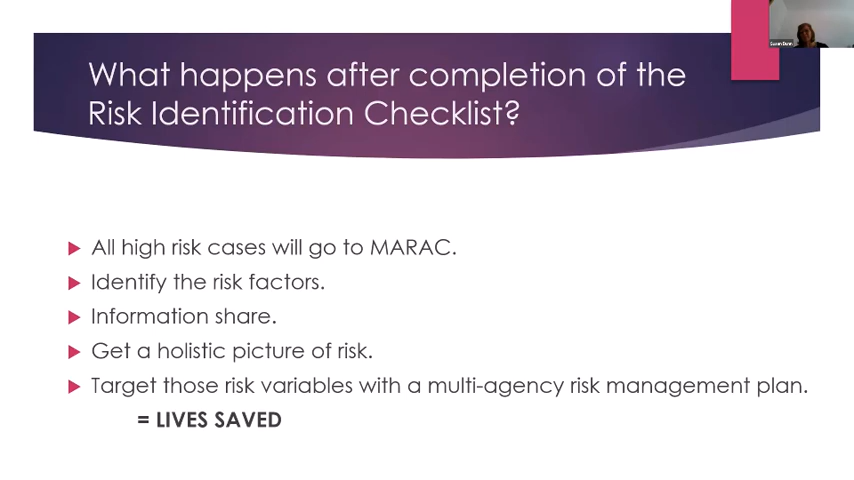 What happens after completion of the
Risk Identification Checklist?
All high risk cases will go to MARAC.
Identify the risk factors.
Information share.
Get a holistic picture of risk.
Target those risk variables with a multi-agency risk management plan.
= LIVES SAVED